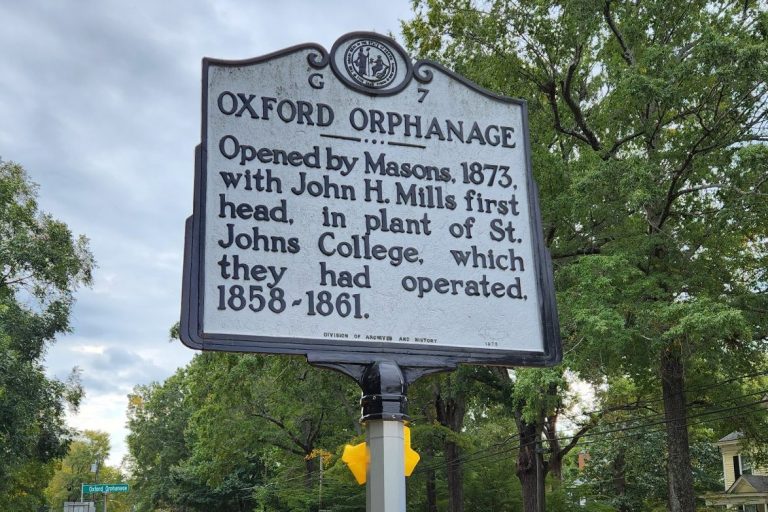 G 7
OXFORD ORPHANAGE
Opened by Masons, 1873,
with John H. Mills first
head, in plant of St.
Johns College, which
they had operated,
1858-1861.
DIVISION OF ARCHIVES AND HISTORY 1975
Oxford Orphanage